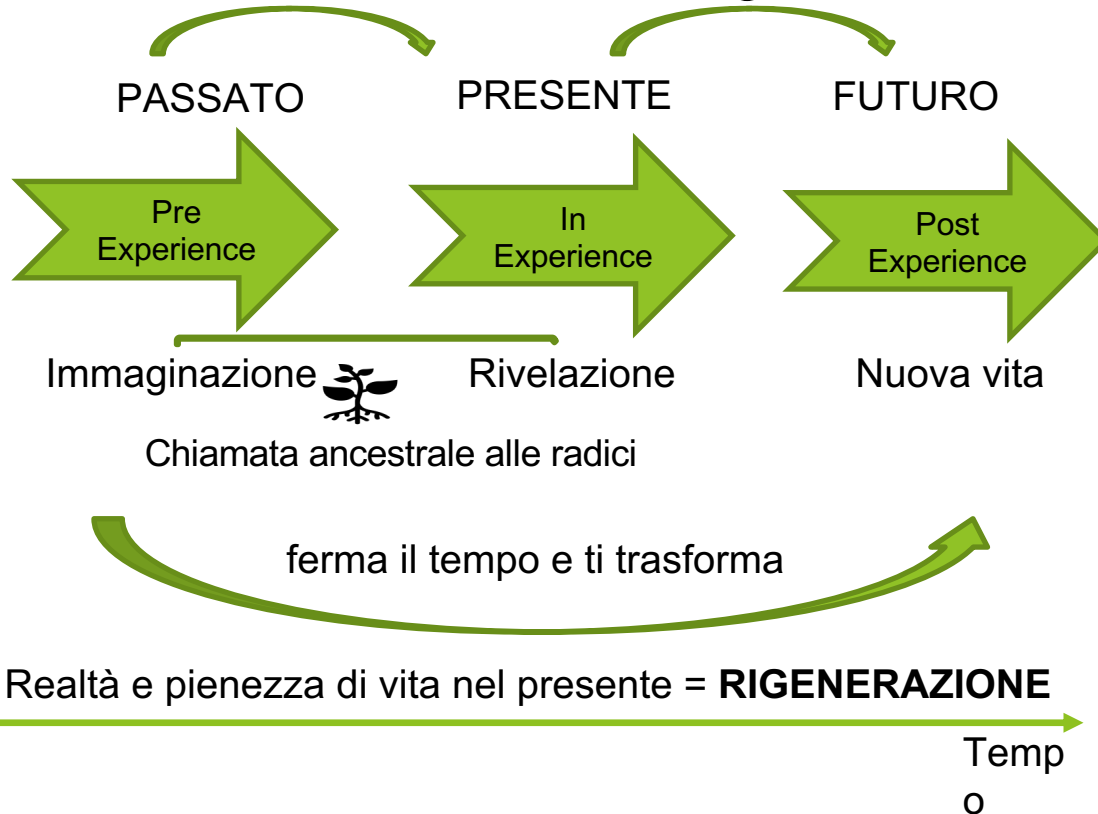 PASSATO PRESENTE FUTURO
Pre
Experience
In
Experience
Post
Experience
Immaginazione Rivelazione Nuova vita
Chiamata ancestrale alle radici
ferma il tempo e ti trasforma
Realtà e pienezza di vita nel presente = RIGENERAZIONE
Temp
o